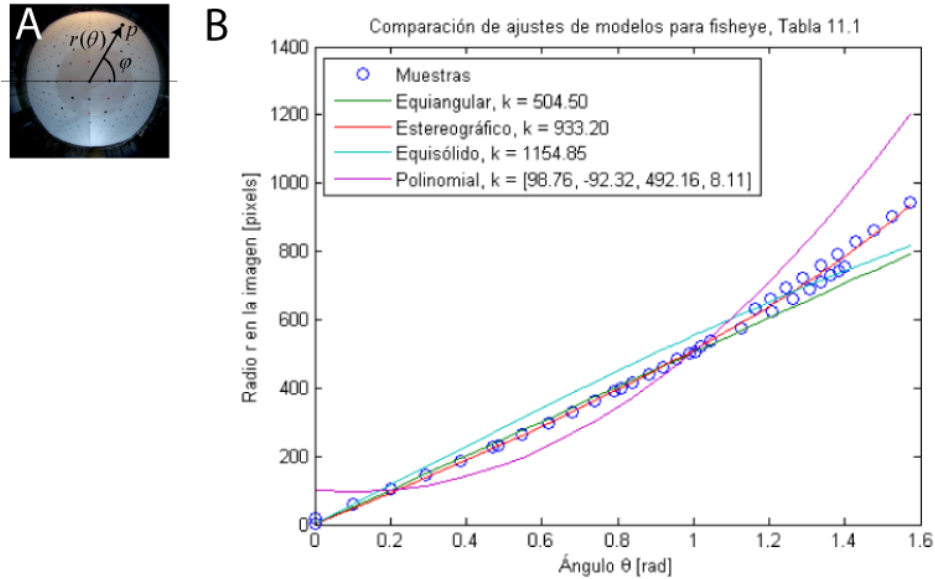 A
r(θ)
p
φ
B
Comparación de ajustes de modelos para fisheye, Tabla 11.1
Muestras
Equiangular, k = 504.50
Estereográfico, k = 933.20
Equisólido, k = 1154.85
Polinomial, k = [98.76, -92.32, 492.16, 8.11]
Radio r en la imagen [pixels]
1400
1200
1000
800
600
400
200
0
0 0.2 0.4 0.6 0.8 1 1.2 1.4 1.6
Ángulo θ [rad]